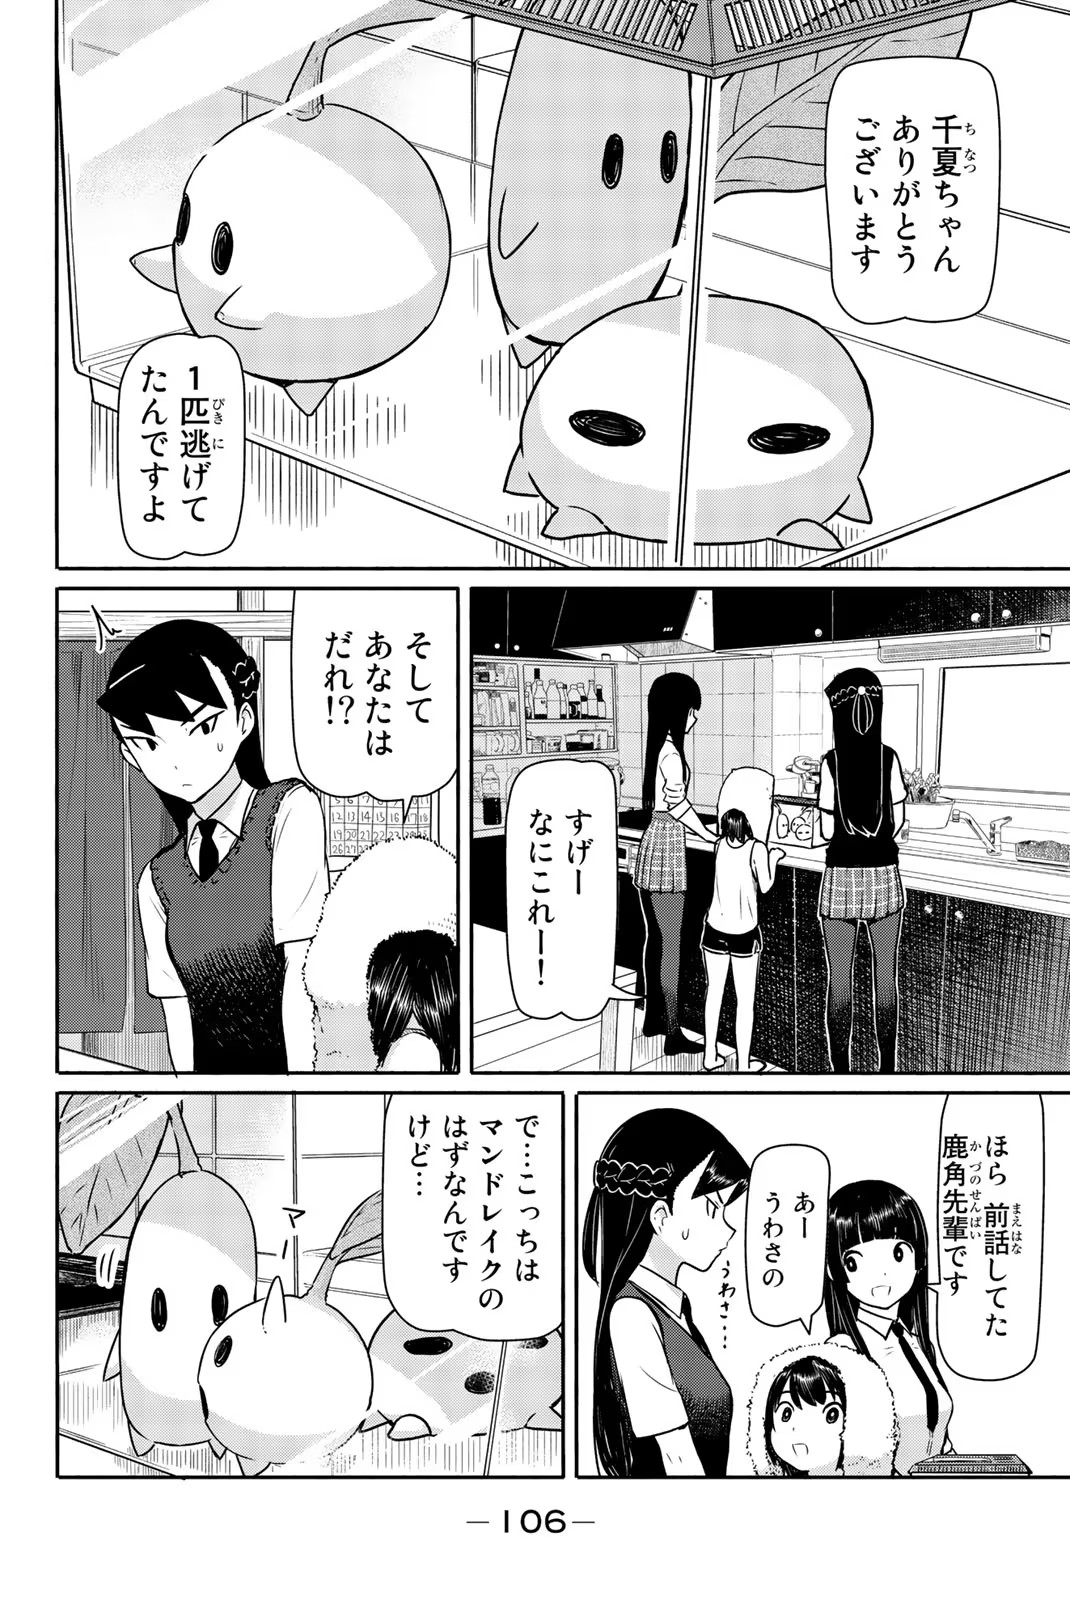 千夏ちゃん
ありがとう
ございます
1匹逃げて
たんですよ
すげー
なにこれー!
そして
あなたは
だれ!?
ほら 前話してた
鹿角先輩です
あー
うわさの
うわさ…
で…こっちは
マンドレイクの
はずなんです
けど…
マー
―106―